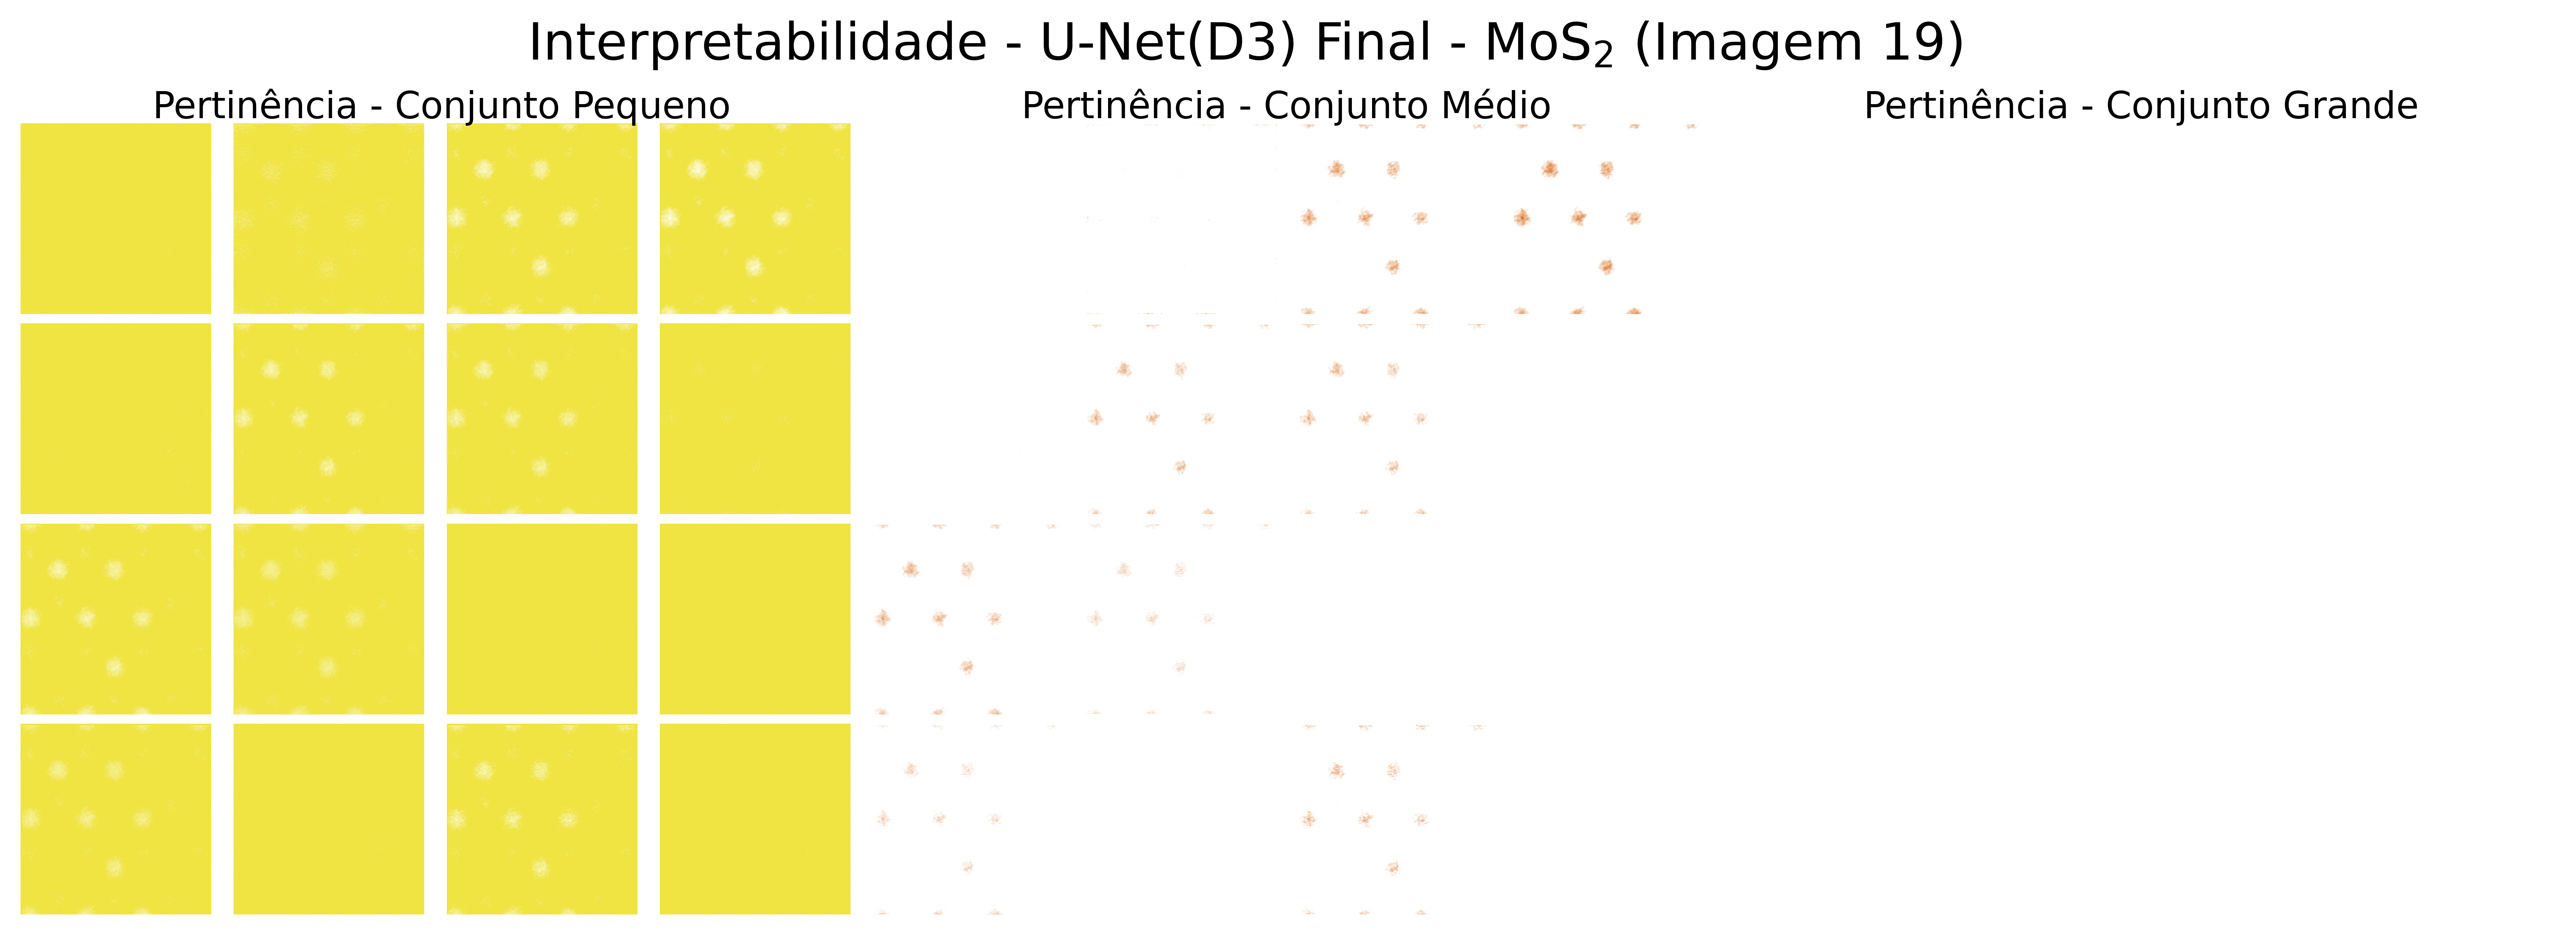 Interpretabilidade - U-Net(D3) Final - MoS₂ (Imagem 19)
Pertinência - Conjunto Pequeno
Pertinência - Conjunto Médio
Pertinência - Conjunto Grande